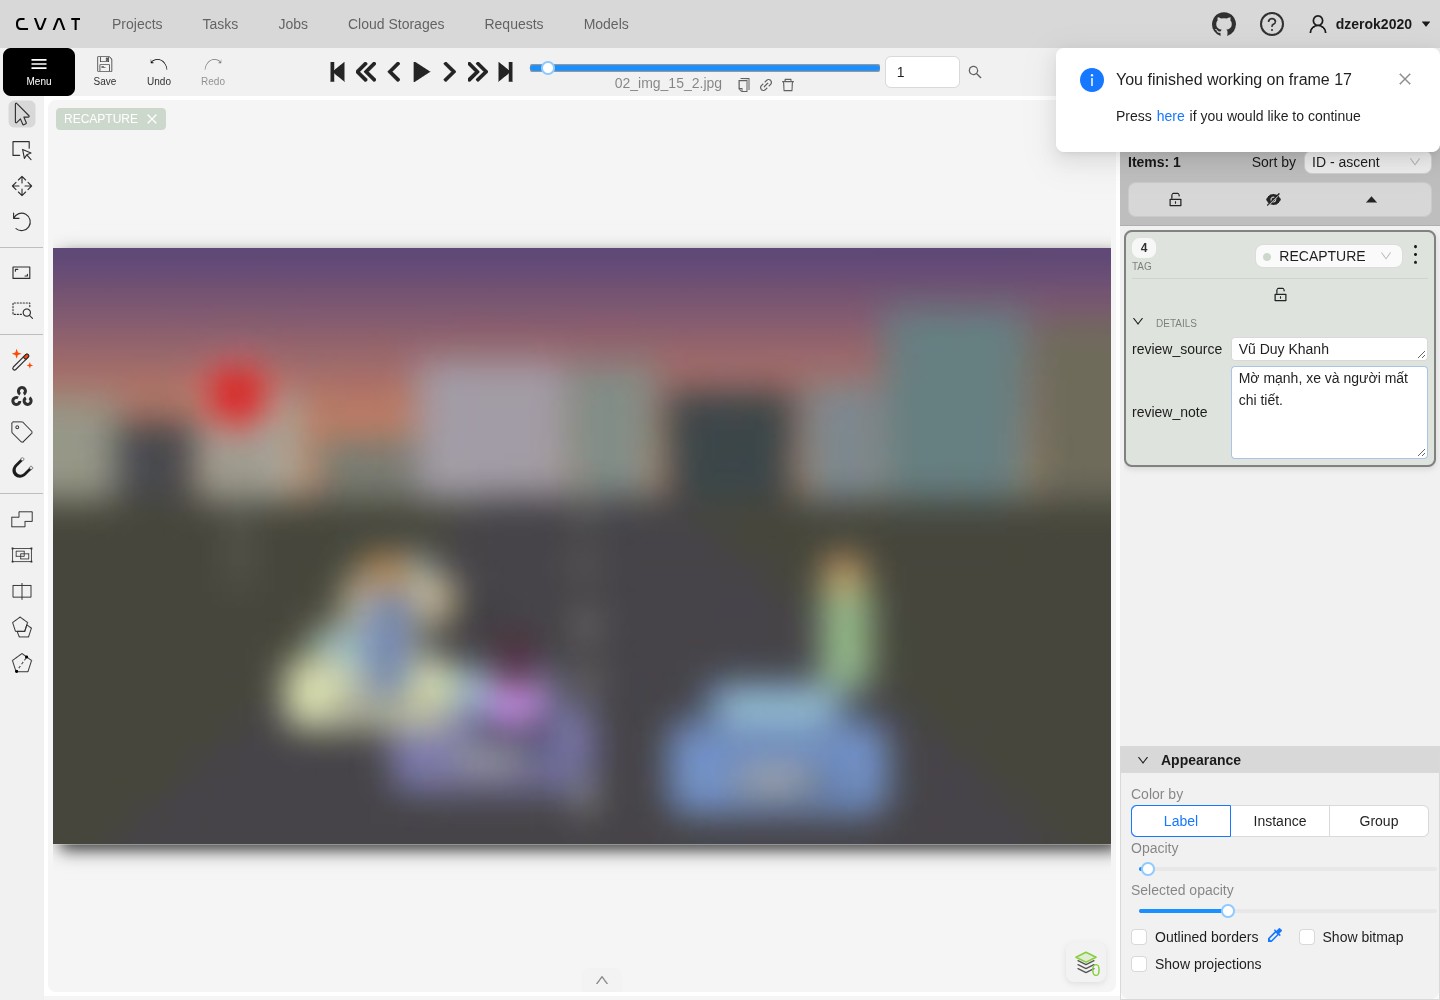 CVAT
Projects
Tasks
Jobs
Cloud Storages
Requests
Models
dzerok2020
Menu
Save
Undo
Redo
02_img_15_2.jpg
1
You finished working on frame 17
Press here if you would like to continue
RECAPTURE
Items: 1
Sort by
ID - ascent
4
TAG
RECAPTURE
DETAILS
review_source
Vũ Duy Khanh
review_note
Mờ mạnh, xe và người mất
chi tiết.
Appearance
Color by
Label
Instance
Group
Opacity
Selected opacity
Outlined borders
Show bitmap
Show projections
0